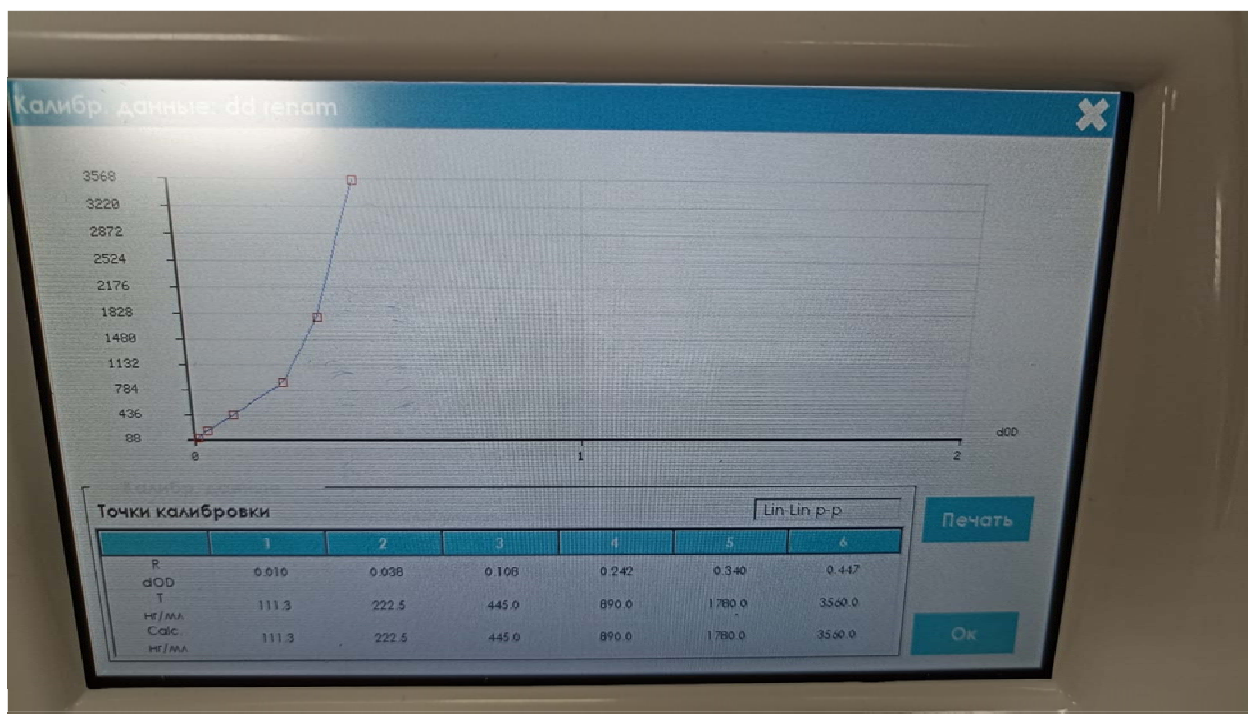 Калибр. данные: dd renam
3568
3220
2872
2524
2176
1828
1480
1132
784
436
88
0 1 2
dOD
Калибр. данные
Точки калибровки Lin-Lin p-p
1 2 3 4 5 6
R dOD 0.010 0.038 0.108 0.242 0.340 0.447
T нг/мл 111.3 222.5 445.0 890.0 1780.0 3560.0
Calc. нг/мл 111.3 222.5 445.0 890.0 1780.0 3560.0
Печать
Ок